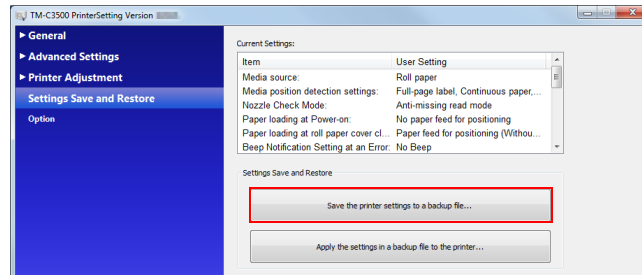 TM-C3500 PrinterSetting Version
► General
► Advanced Settings
► Printer Adjustment
Settings Save and Restore
Option
Current Settings:
Item User Setting
Media source: Roll paper
Media position detection settings: Full-page label, Continuous paper,...
Nozzle Check Mode: Anti-missing read mode
Paper loading at Power-on: No paper feed for positioning
Paper loading at roll paper cover cl... Paper feed for positioning (Withou...
Beep Notification Setting at an Error: No Beep
Settings Save and Restore
Save the printer settings to a backup file...
Apply the settings in a backup file to the printer...